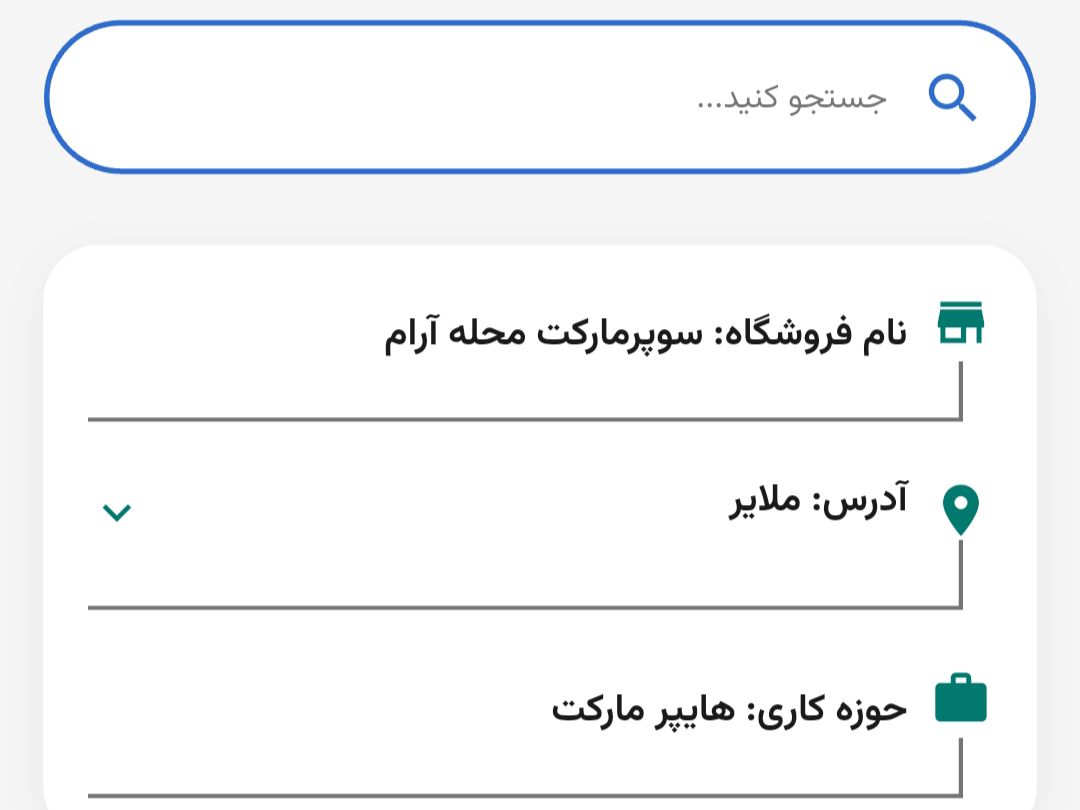 جستجو کنید...
نام فروشگاه: سوپرمارکت محله آرام
آدرس: ملایر
حوزه کاری: هایپر مارکت